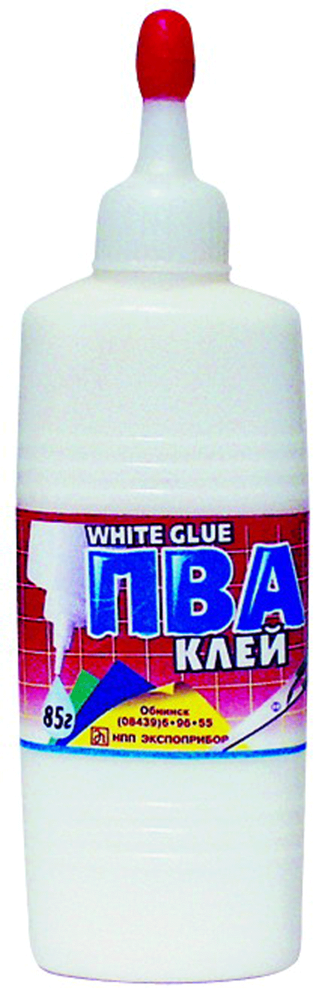 WHITE GLUE
ПВА
КЛЕЙ
85г
Обнинск
(08439)6•96•55
НПП ЭКСПОПРИБОР